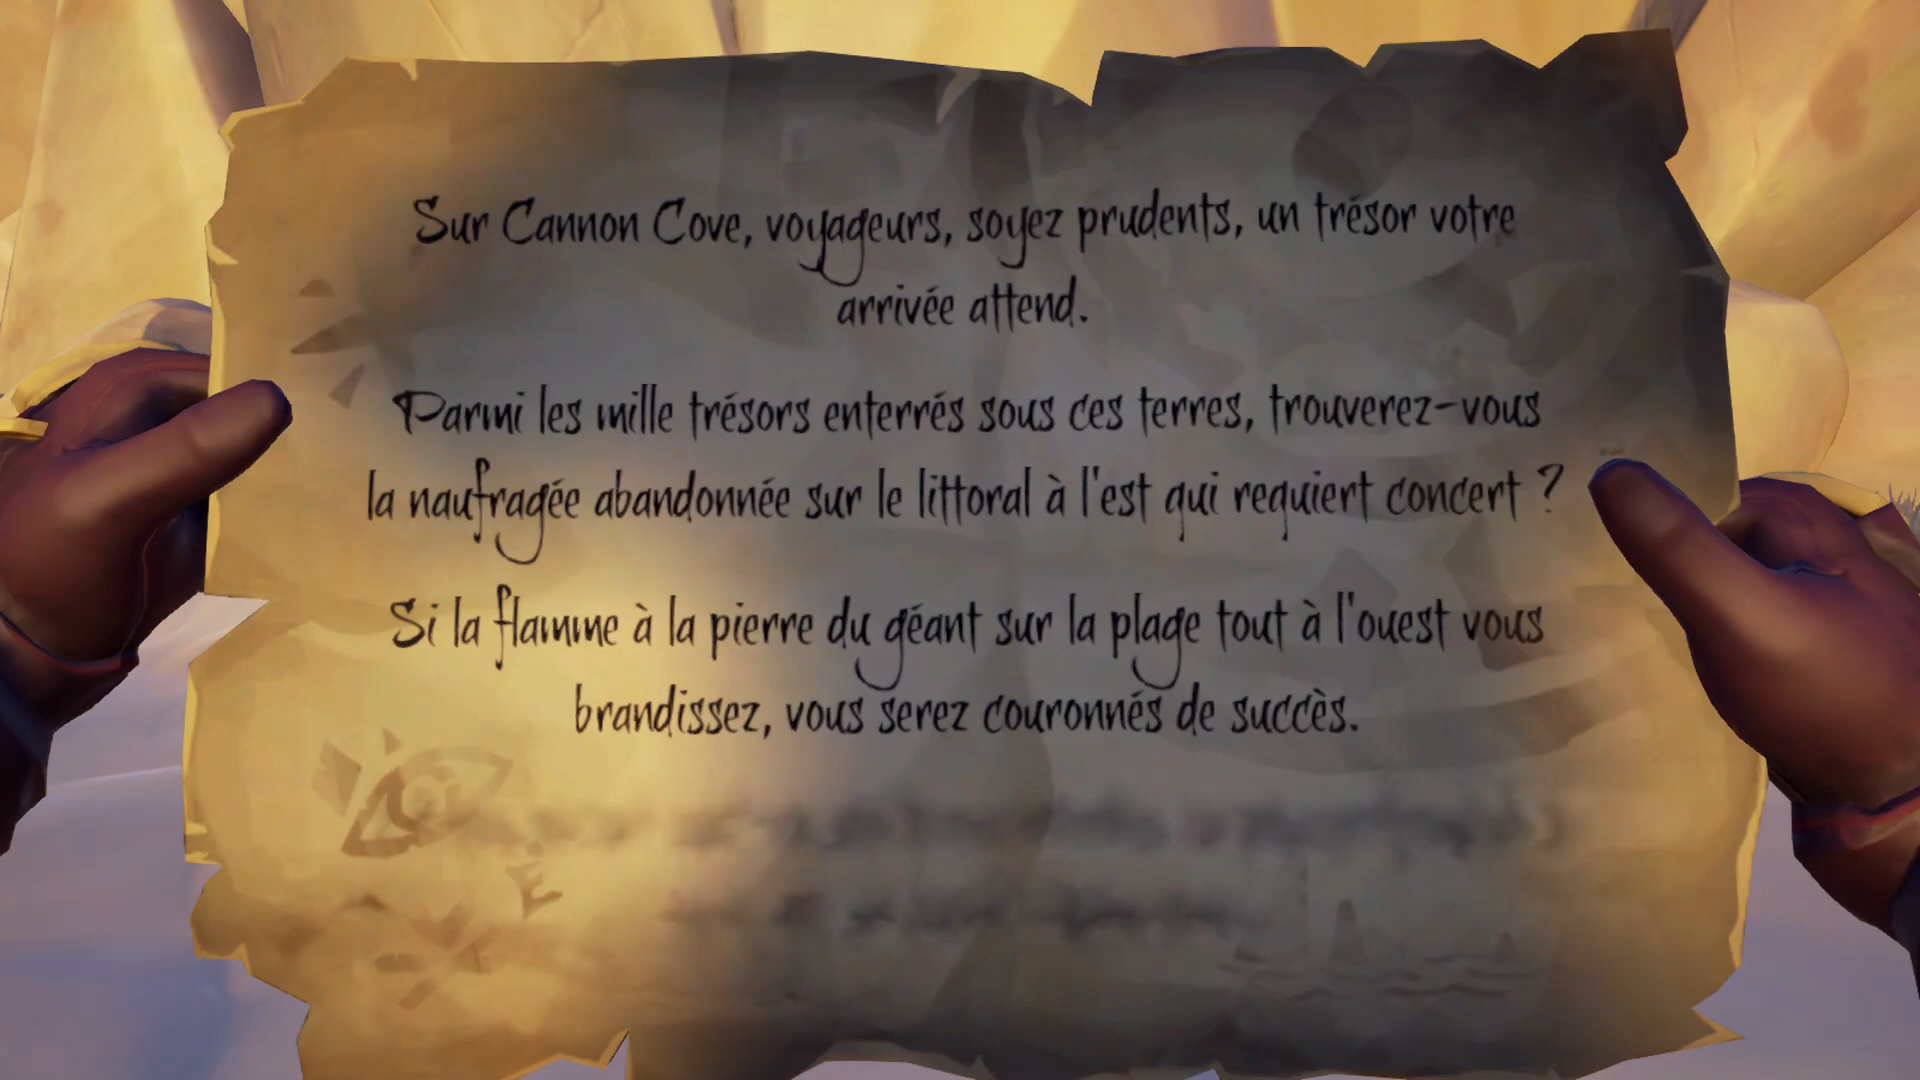 Sur Cannon Cove, voyageurs, soyez prudents, un trésor votre
arrivée attend.
Parmi les mille trésors enterrés sous ces terres, trouverez-vous
la naufragée abandonnée sur le littoral à l'est qui requiert concert ?
Si la flamme à la pierre du géant sur la plage tout à l'ouest vous
brandissez, vous serez couronnés de succès.